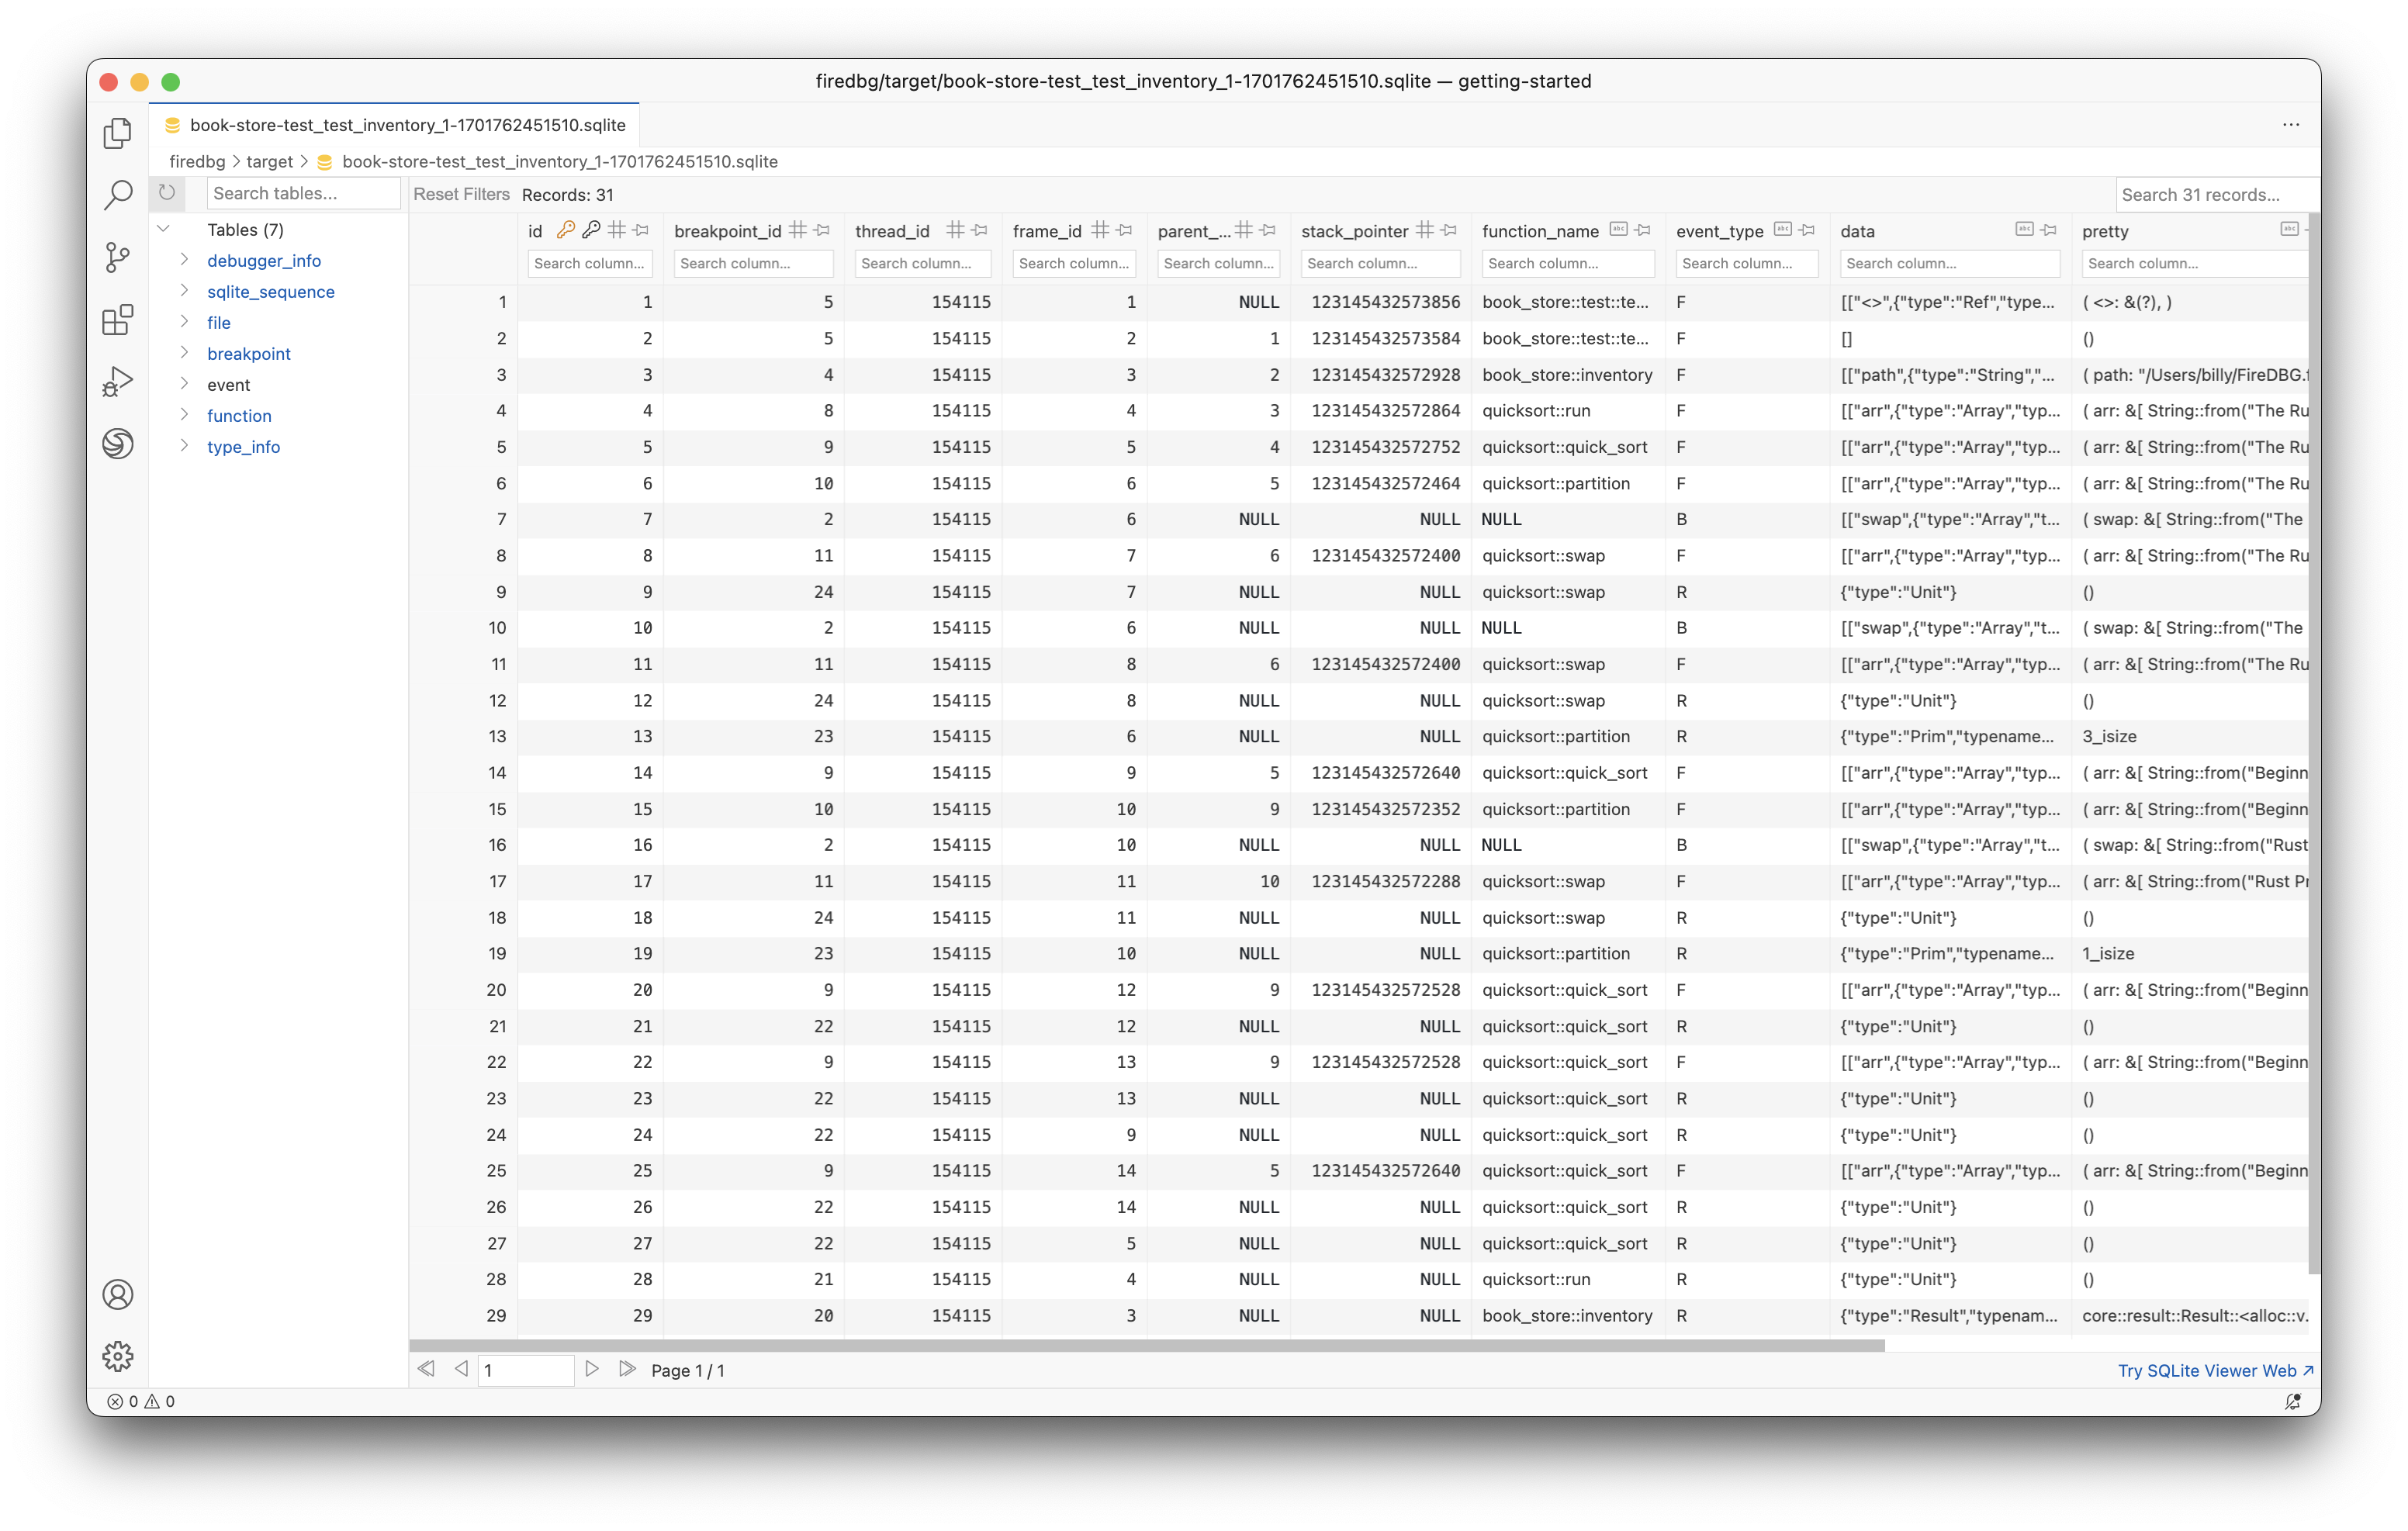 firedbg/target/book-store-test_test_inventory_1-1701762451510.sqlite — getting-started
book-store-test_test_inventory_1-1701762451510.sqlite
firedbg > target > book-store-test_test_inventory_1-1701762451510.sqlite
Search tables... Reset Filters Records: 31 Search 31 records...
Tables (7)
debugger_info
sqlite_sequence
file
breakpoint
event
function
type_info
id breakpoint_id thread_id frame_id parent_... stack_pointer function_name event_type data pretty
Search column... Search column... Search column... Search column... Search column... Search column... Search column... Search column... Search column... Search column...
1 1 5 154115 1 NULL 123145432573856 book_store::test::te... F [["<>",{"type":"Ref","type... ( <>: &(?), )
2 2 5 154115 2 1 123145432573584 book_store::test::te... F [] ()
3 3 4 154115 3 2 123145432572928 book_store::inventory F [["path",{"type":"String","... ( path: "/Users/billy/FireDBG.f
4 4 8 154115 4 3 123145432572864 quicksort::run F [["arr",{"type":"Array","typ... ( arr: &[ String::from("The Ru
5 5 9 154115 5 4 123145432572752 quicksort::quick_sort F [["arr",{"type":"Array","typ... ( arr: &[ String::from("The Ru
6 6 10 154115 6 5 123145432572464 quicksort::partition F [["arr",{"type":"Array","typ... ( arr: &[ String::from("The Ru
7 7 2 154115 6 NULL NULL NULL B [["swap",{"type":"Array","t... ( swap: &[ String::from("The
8 8 11 154115 7 6 123145432572400 quicksort::swap F [["arr",{"type":"Array","typ... ( arr: &[ String::from("The Ru
9 9 24 154115 7 NULL NULL quicksort::swap R {"type":"Unit"} ()
10 10 2 154115 6 NULL NULL NULL B [["swap",{"type":"Array","t... ( swap: &[ String::from("The
11 11 11 154115 8 6 123145432572400 quicksort::swap F [["arr",{"type":"Array","typ... ( arr: &[ String::from("The Ru
12 12 24 154115 8 NULL NULL quicksort::swap R {"type":"Unit"} ()
13 13 23 154115 6 NULL NULL quicksort::partition R {"type":"Prim","typename... 3_isize
14 14 9 154115 9 5 123145432572640 quicksort::quick_sort F [["arr",{"type":"Array","typ... ( arr: &[ String::from("Beginn
15 15 10 154115 10 9 123145432572352 quicksort::partition F [["arr",{"type":"Array","typ... ( arr: &[ String::from("Beginn
16 16 2 154115 10 NULL NULL NULL B [["swap",{"type":"Array","t... ( swap: &[ String::from("Rust
17 17 11 154115 11 10 123145432572288 quicksort::swap F [["arr",{"type":"Array","typ... ( arr: &[ String::from("Rust Pr
18 18 24 154115 11 NULL NULL quicksort::swap R {"type":"Unit"} ()
19 19 23 154115 10 NULL NULL quicksort::partition R {"type":"Prim","typename... 1_isize
20 20 9 154115 12 9 123145432572528 quicksort::quick_sort F [["arr",{"type":"Array","typ... ( arr: &[ String::from("Beginn
21 21 22 154115 12 NULL NULL quicksort::quick_sort R {"type":"Unit"} ()
22 22 9 154115 13 9 123145432572528 quicksort::quick_sort F [["arr",{"type":"Array","typ... ( arr: &[ String::from("Beginn
23 23 22 154115 13 NULL NULL quicksort::quick_sort R {"type":"Unit"} ()
24 24 22 154115 9 NULL NULL quicksort::quick_sort R {"type":"Unit"} ()
25 25 9 154115 14 5 123145432572640 quicksort::quick_sort F [["arr",{"type":"Array","typ... ( arr: &[ String::from("Beginn
26 26 22 154115 14 NULL NULL quicksort::quick_sort R {"type":"Unit"} ()
27 27 22 154115 5 NULL NULL quicksort::quick_sort R {"type":"Unit"} ()
28 28 21 154115 4 NULL NULL quicksort::run R {"type":"Unit"} ()
29 29 20 154115 3 NULL NULL book_store::inventory R {"type":"Result","typenam... core::result::Result::<alloc::v.
1 Page 1 / 1 Try SQLite Viewer Web
0 0